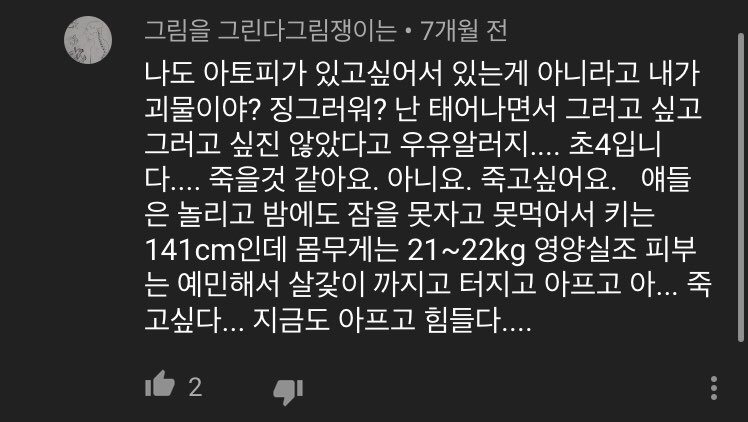 그림을 그린다그림쟁이는 • 7개월 전
나도 아토피가 있고싶어서 있는게 아니라고 내가
괴물이야? 징그러워? 난 태어나면서 그러고 싶고
그러고 싶진 않았다고 우유알러지.... 초4입니
다.... 죽을것 같아요. 아니요. 죽고싶어요. 얘들
은 놀리고 밤에도 잠을 못자고 못먹어서 키는
141cm인데 몸무게는 21~22kg 영양실조 피부
는 예민해서 살갗이 까지고 터지고 아프고 아... 죽
고싶다... 지금도 아프고 힘들다....
2